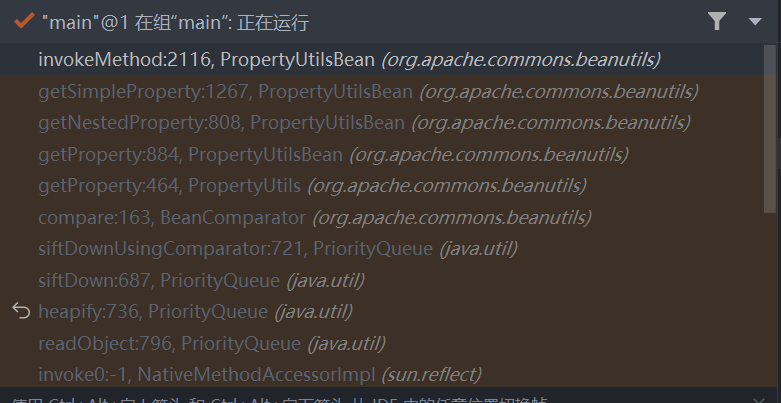 "main"@1 在组“main”: 正在运行
invokeMethod:2116, PropertyUtilsBean (org.apache.commons.beanutils)
getSimpleProperty:1267, PropertyUtilsBean (org.apache.commons.beanutils)
getNestedProperty:808, PropertyUtilsBean (org.apache.commons.beanutils)
getProperty:884, PropertyUtilsBean (org.apache.commons.beanutils)
getProperty:464, PropertyUtils (org.apache.commons.beanutils)
compare:163, BeanComparator (org.apache.commons.beanutils)
siftDownUsingComparator:721, PriorityQueue (java.util)
siftDown:687, PriorityQueue (java.util)
heapify:736, PriorityQueue (java.util)
readObject:796, PriorityQueue (java.util)
invoke0:-1, NativeMethodAccessorImpl (sun.reflect)